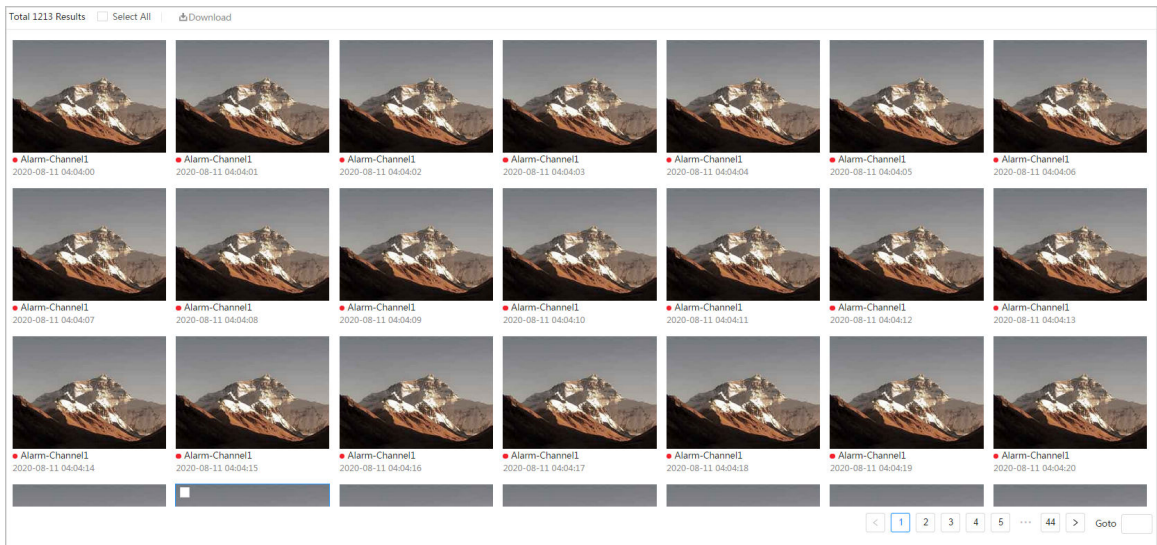 Total 1213 Results Select All Download
Alarm-Channel1 Alarm-Channel1 Alarm-Channel1 Alarm-Channel1 Alarm-Channel1 Alarm-Channel1 Alarm-Channel1
2020-08-11 04:04:00 2020-08-11 04:04:01 2020-08-11 04:04:02 2020-08-11 04:04:03 2020-08-11 04:04:04 2020-08-11 04:04:05 2020-08-11 04:04:06
Alarm-Channel1 Alarm-Channel1 Alarm-Channel1 Alarm-Channel1 Alarm-Channel1 Alarm-Channel1 Alarm-Channel1
2020-08-11 04:04:07 2020-08-11 04:04:08 2020-08-11 04:04:09 2020-08-11 04:04:10 2020-08-11 04:04:11 2020-08-11 04:04:12 2020-08-11 04:04:13
Alarm-Channel1 Alarm-Channel1 Alarm-Channel1 Alarm-Channel1 Alarm-Channel1 Alarm-Channel1 Alarm-Channel1
2020-08-11 04:04:14 2020-08-11 04:04:15 2020-08-11 04:04:16 2020-08-11 04:04:17 2020-08-11 04:04:18 2020-08-11 04:04:19 2020-08-11 04:04:20
< 1 2 3 4 5 ••• 44 > Goto